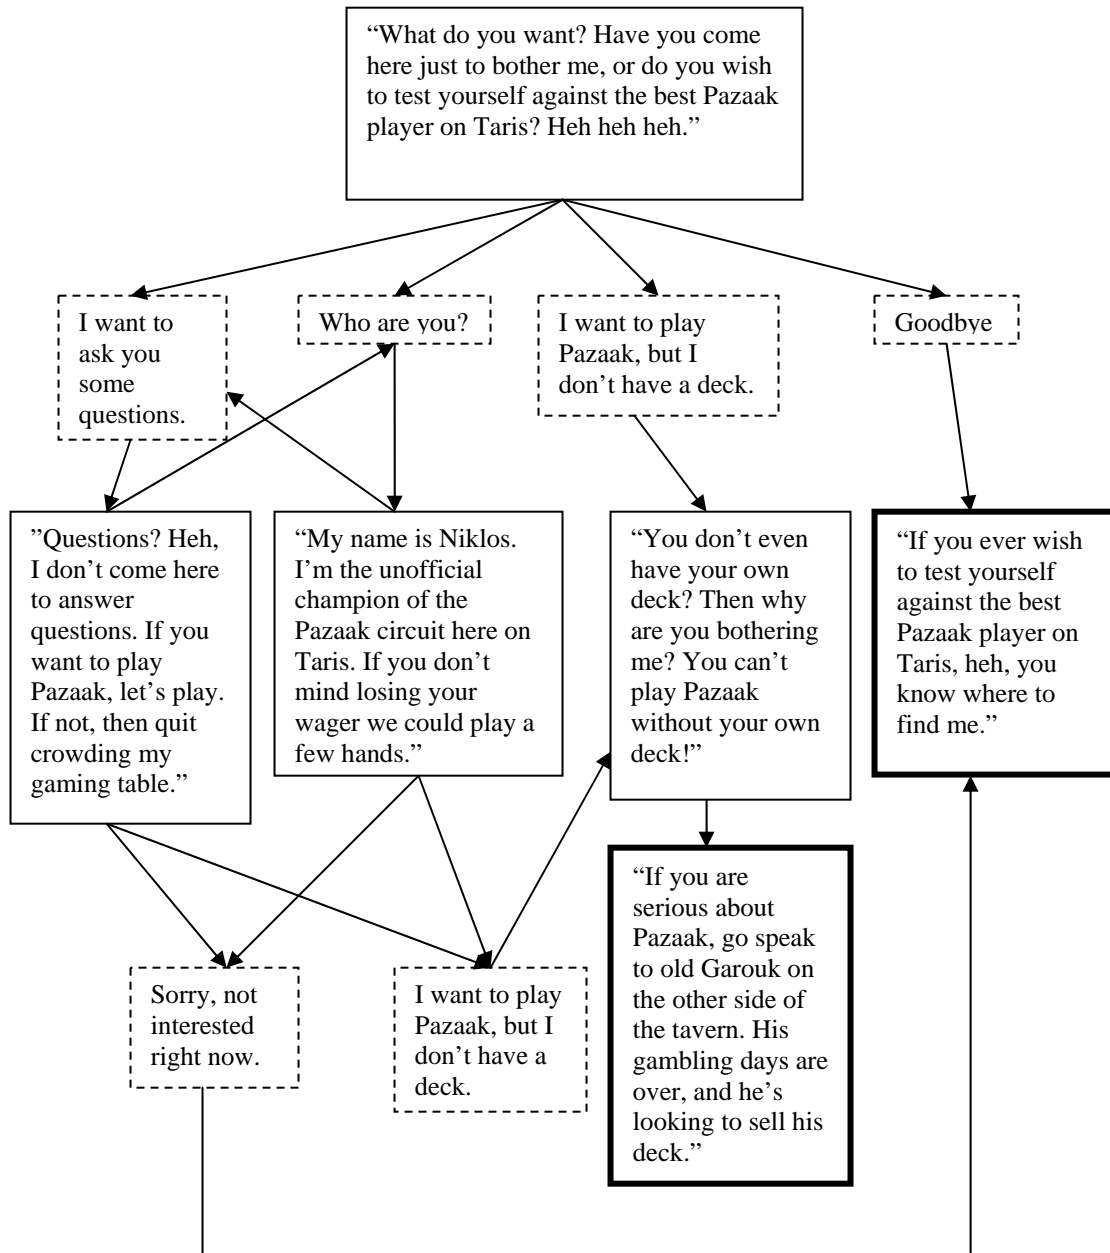 “What do you want? Have you come
here just to bother me, or do you wish
to test yourself against the best Pazaak
player on Taris? Heh heh heh.”
I want to
ask you
some
questions.
Who are you?
I want to play
Pazaak, but I
don’t have a deck.
Goodbye
”Questions? Heh,
I don’t come here
to answer
questions. If you
want to play
Pazaak, let’s play.
If not, then quit
crowding my
gaming table.”
“My name is Niklos.
I’m the unofficial
champion of the
Pazaak circuit here on
Taris. If you don’t
mind losing your
wager we could play a
few hands.”
“You don’t even
have your own
deck? Then why
are you bothering
me? You can’t
play Pazaak
without your own
deck!”
“If you ever wish
to test yourself
against the best
Pazaak player on
Taris, heh, you
know where to
find me.”
Sorry, not
interested
right now.
I want to play
Pazaak, but I
don’t have a
deck.
“If you are
serious about
Pazaak, go speak
to old Garouk on
the other side of
the tavern. His
gambling days are
over, and he’s
looking to sell his
deck.”